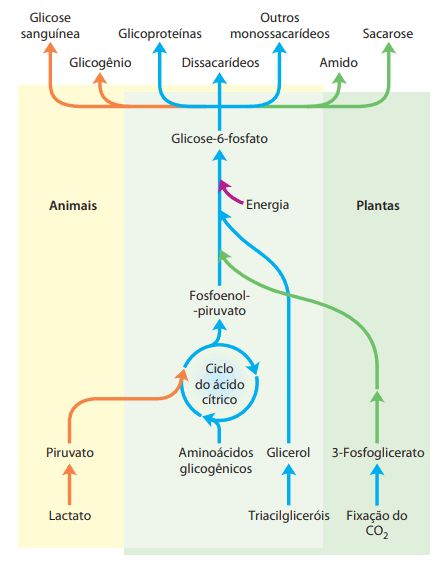 Glicose
sanguínea
Glicoproteínas
Outros
monossacarídeos
Sacarose
Glicogênio
Dissacarídeos
Amido
Glicose-6-fosfato
Animais
Energia
Plantas
Fosfoenol-
-piruvato
Ciclo
do ácido
cítrico
Piruvato
Aminoácidos
glicogênicos
Glicerol
3-Fosfoglicerato
Lactato
Triacilgliceróis
Fixação do
CO2